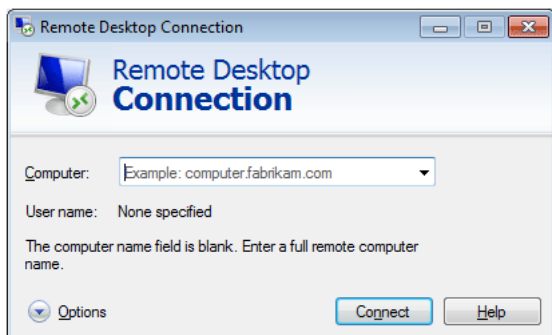 Remote Desktop Connection
Remote Desktop
Connection
Computer: Example: computer.fabrikam.com
User name: None specified
The computer name field is blank. Enter a full remote computer
name.
Options Connect Help